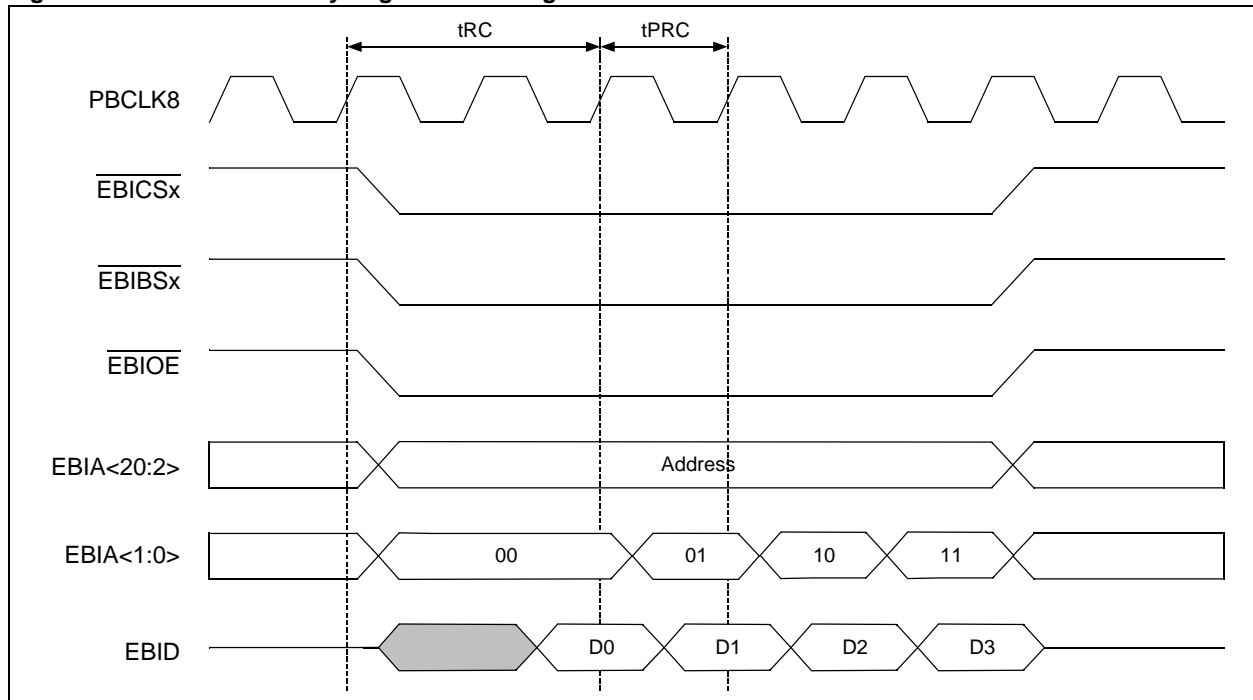 tRC
tPRC
PBCLK8
EBICSx
EBIBSx
EBIOE
EBIA<20:2>
Address
EBIA<1:0>
00
01
10
11
EBID
D0
D1
D2
D3